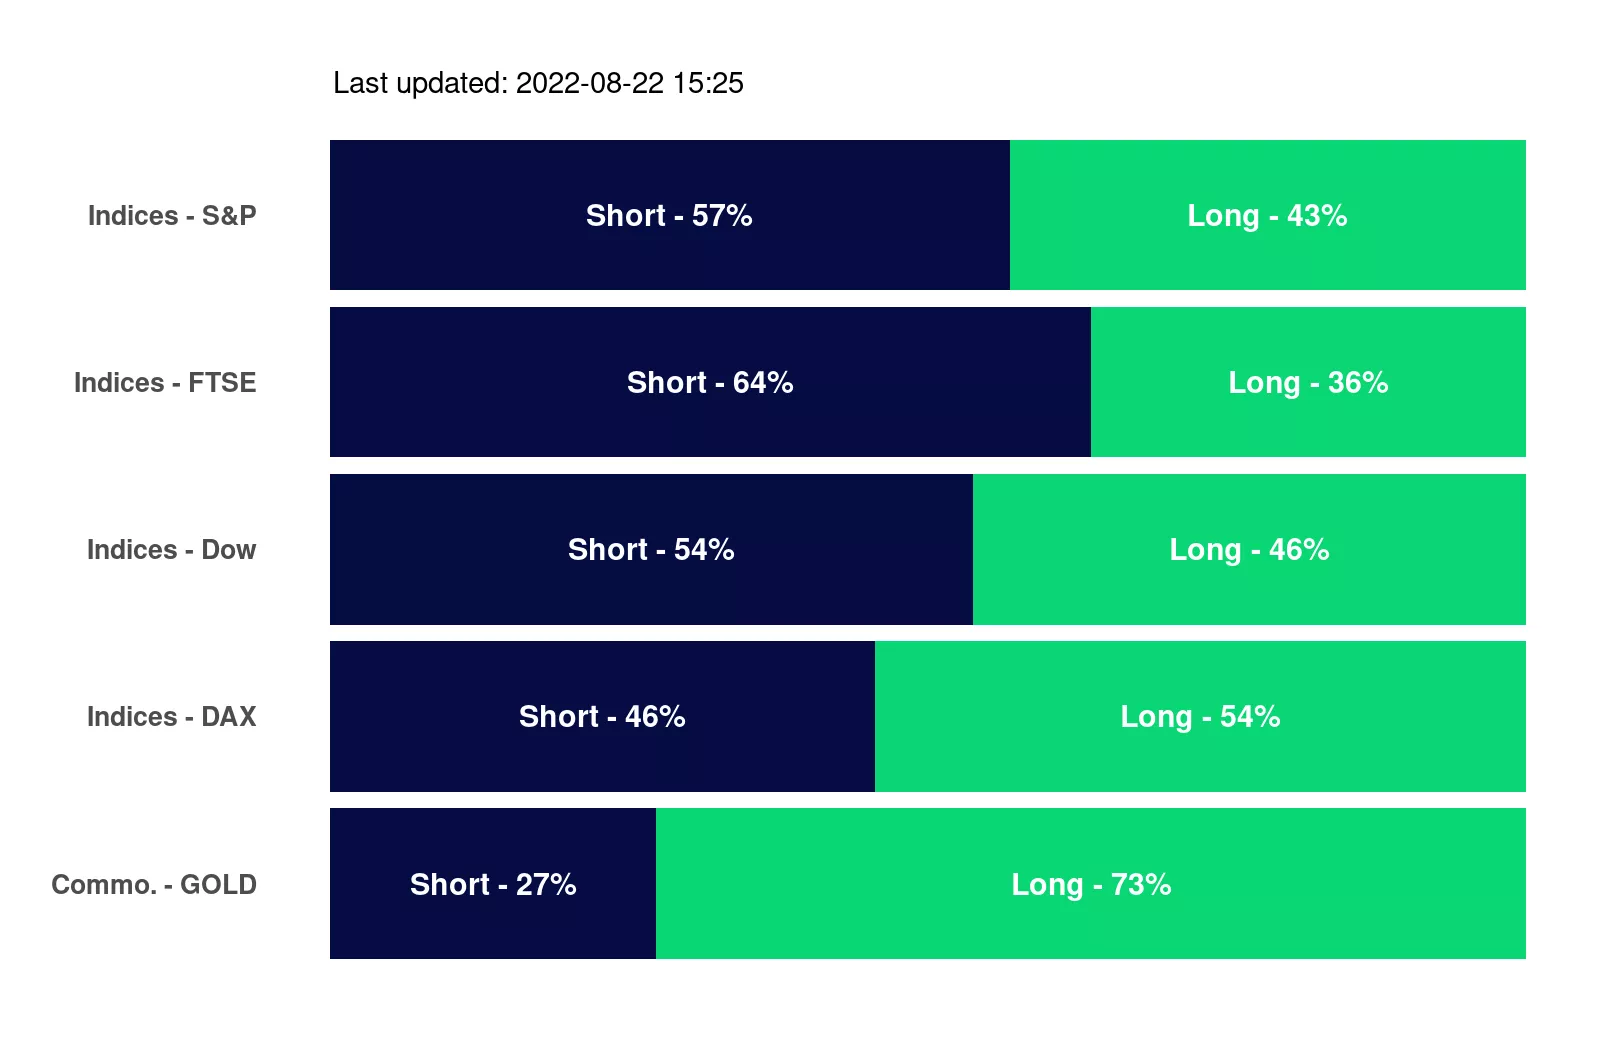 Last updated: 2022-08-22 15:25
Indices - S&P Short - 57% Long - 43%
Indices - FTSE Short - 64% Long - 36%
Indices - Dow Short - 54% Long - 46%
Indices - DAX Short - 46% Long - 54%
Commo. - GOLD Short - 27% Long - 73%